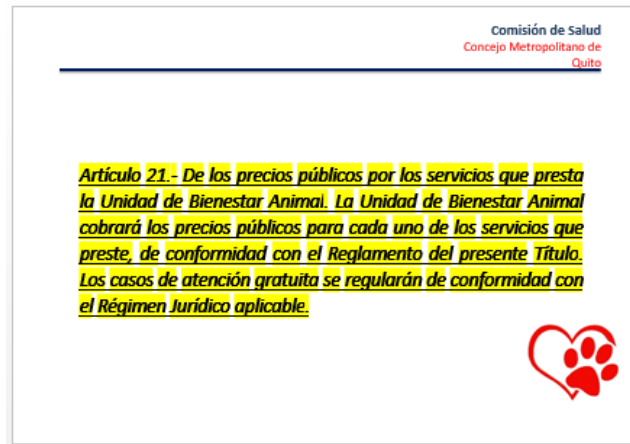 Comisión de Salud
Concejo Metropolitano de
Quito
Artículo 21.- De los precios públicos por los servicios que presta
la Unidad de Bienestar Animal. La Unidad de Bienestar Animal
cobrará los precios públicos para cada uno de los servicios que
preste, de conformidad con el Reglamento del presente Título.
Los casos de atención gratuita se regularán de conformidad con
el Régimen Jurídico aplicable.